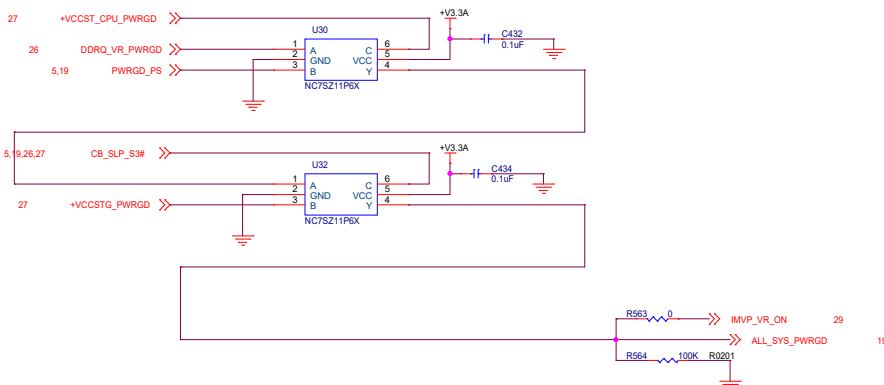 27 +VCCST_CPU_PWRGD
+V3.3A
U30
C432
0.1uF
26 DDRQ_VR_PWRGD
5,19 PWRGD_PS
1 A C 6
2 GND VCC 5
3 B Y 4
NC7SZ11P6X
5,19,26,27 CB_SLP_S3#
+V3.3A
U32
C434
0.1uF
1 A C 6
2 GND VCC 5
3 B Y 4
27 +VCCSTG_PWRGD
NC7SZ11P6X
R563 0 IMVP_VR_ON 29
ALL_SYS_PWRGD 19
R564 100K R0201